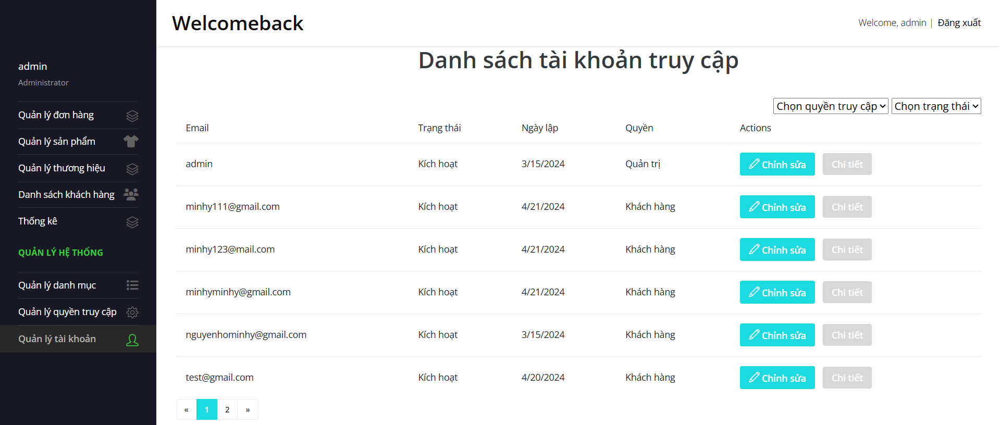 Welcomeback
Welcome, admin | Đăng xuất
admin
Administrator
Quản lý đơn hàng
Quản lý sản phẩm
Quản lý thương hiệu
Danh sách khách hàng
Thống kê
QUẢN LÝ HỆ THỐNG
Quản lý danh mục
Quản lý quyền truy cập
Quản lý tài khoản
Danh sách tài khoản truy cập
Chọn quyền truy cập Chọn trạng thái
Email Trạng thái Ngày lập Quyền Actions
admin Kích hoạt 3/15/2024 Quản trị Chỉnh sửa Chi tiết
minhy111@gmail.com Kích hoạt 4/21/2024 Khách hàng Chỉnh sửa Chi tiết
minhy123@mail.com Kích hoạt 4/21/2024 Khách hàng Chỉnh sửa Chi tiết
minhyminhy@gmail.com Kích hoạt 4/21/2024 Khách hàng Chỉnh sửa Chi tiết
nguyenhominhy@gmail.com Kích hoạt 3/15/2024 Khách hàng Chỉnh sửa Chi tiết
test@gmail.com Kích hoạt 4/20/2024 Khách hàng Chỉnh sửa Chi tiết
« 1 2 »